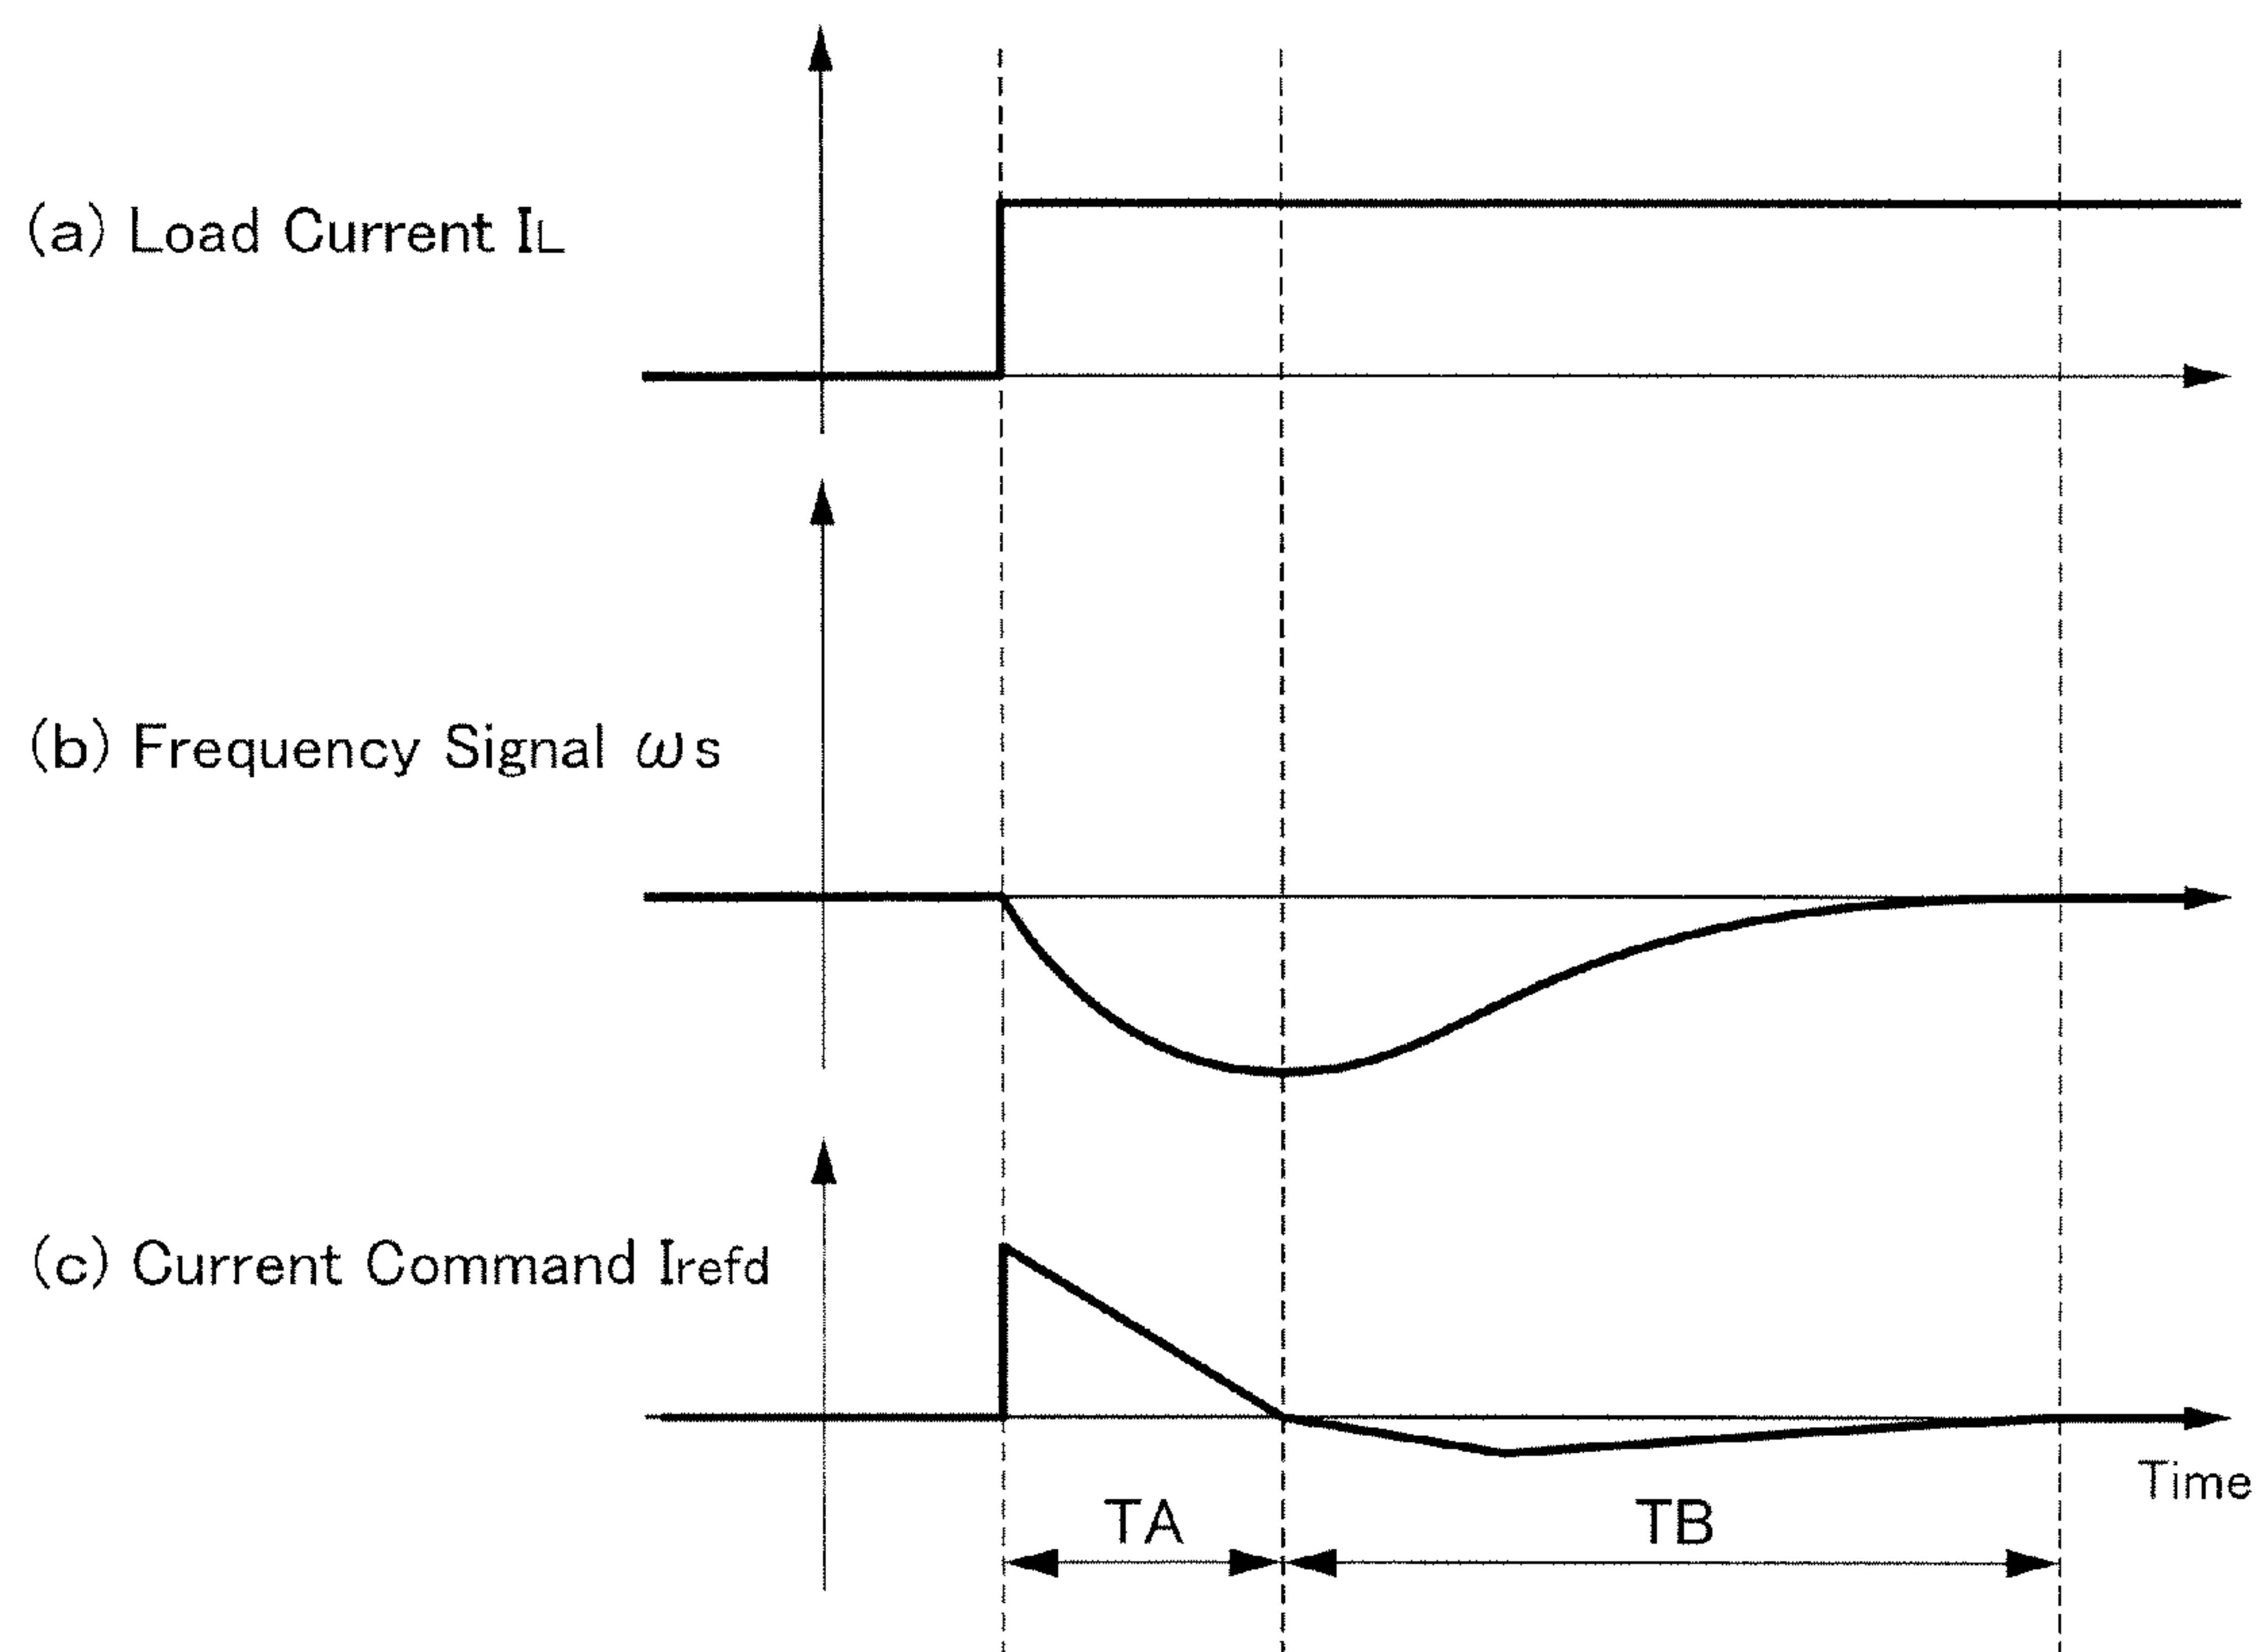 (a) Load Current IL
(b) Frequency Signal ωs
(c) Current Command Irefd
Time
TA
TB